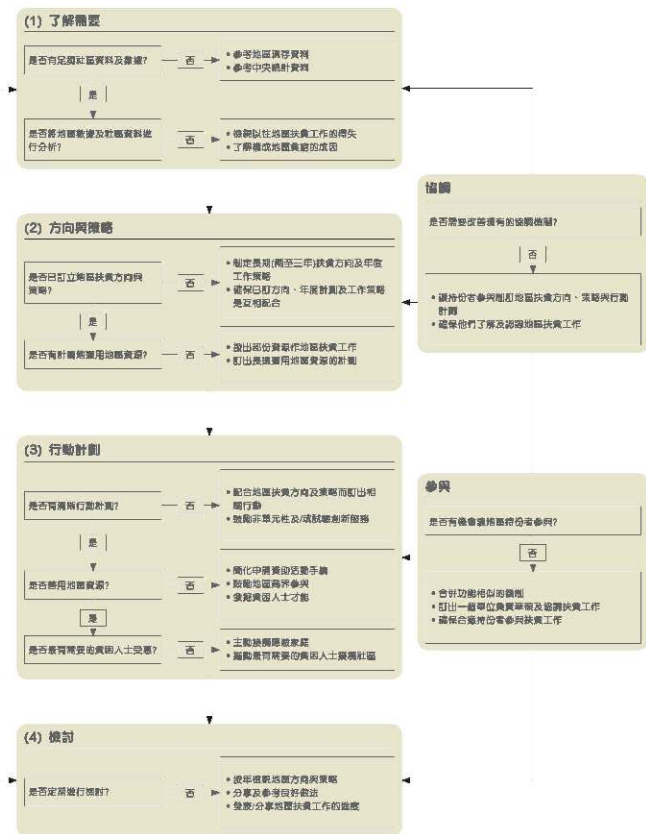 (1) 了解需要
是否有足夠社區資料及數據?
否
• 參考地區現存資料
• 參考中央統計資料
是
是否將地區數據及社區資料進
行分析?
否
• 檢視以往地區扶貧工作的得失
• 了解構成地區貧窮的成因
(2) 方向與策略
是否已訂立地區扶貧方向與
策略?
否
• 制定長期(兩至三年)扶貧方向及年度
工作策略
• 確保已訂方向、年度計劃及工作策略
是互相配合
是
是否有計劃地運用地區資源?
否
• 撥出部份資源作地區扶貧工作
• 訂出長遠運用地區資源的計劃
協調
是否需要改善現有的協調機制?
否
• 讓持份者參與制訂地區扶貧方向、策略與行動
計劃
• 確保他們了解及認識地區扶貧工作
(3) 行動計劃
是否有清晰行動計劃?
否
• 配合地區扶貧方向及策略而訂出相
關行動
• 鼓勵非單元性及/或試驗創新服務
是
是否善用地區資源?
否
• 簡化申請資助活動手續
• 鼓勵地區商界參與
• 發揮貧困人士才能
是
是否最有需要的貧困人士受惠?
否
• 主動接觸隱蔽家庭
• 推動最有需要的貧困人士接觸社區
參與
是否有機會讓地區持份者參與?
否
• 合併功能相似的機制
• 訂出一個單位負責牽頭及協調扶貧工作
• 確保合適持份者參與扶貧工作
(4) 檢討
是否定期進行檢討?
否
• 按年檢視地區方向與策略
• 分享及參考良好做法
• 發表/分享地區扶貧工作的進度